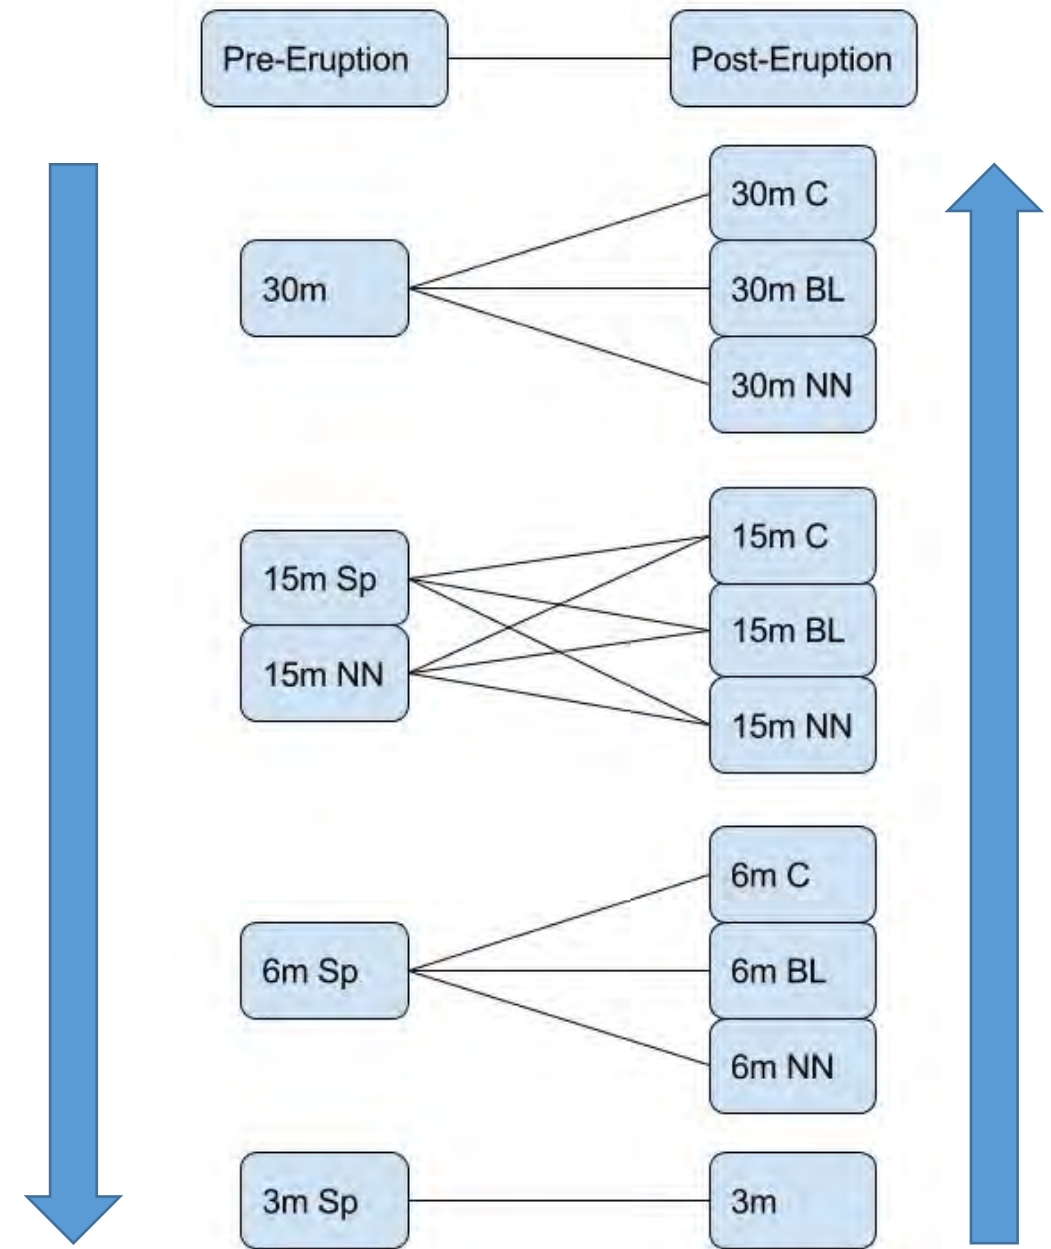 Pre-Eruption
Post-Eruption
30m
30m C
30m BL
30m NN
15m Sp
15m NN
15m C
15m BL
15m NN
6m Sp
6m C
6m BL
6m NN
3m Sp
3m